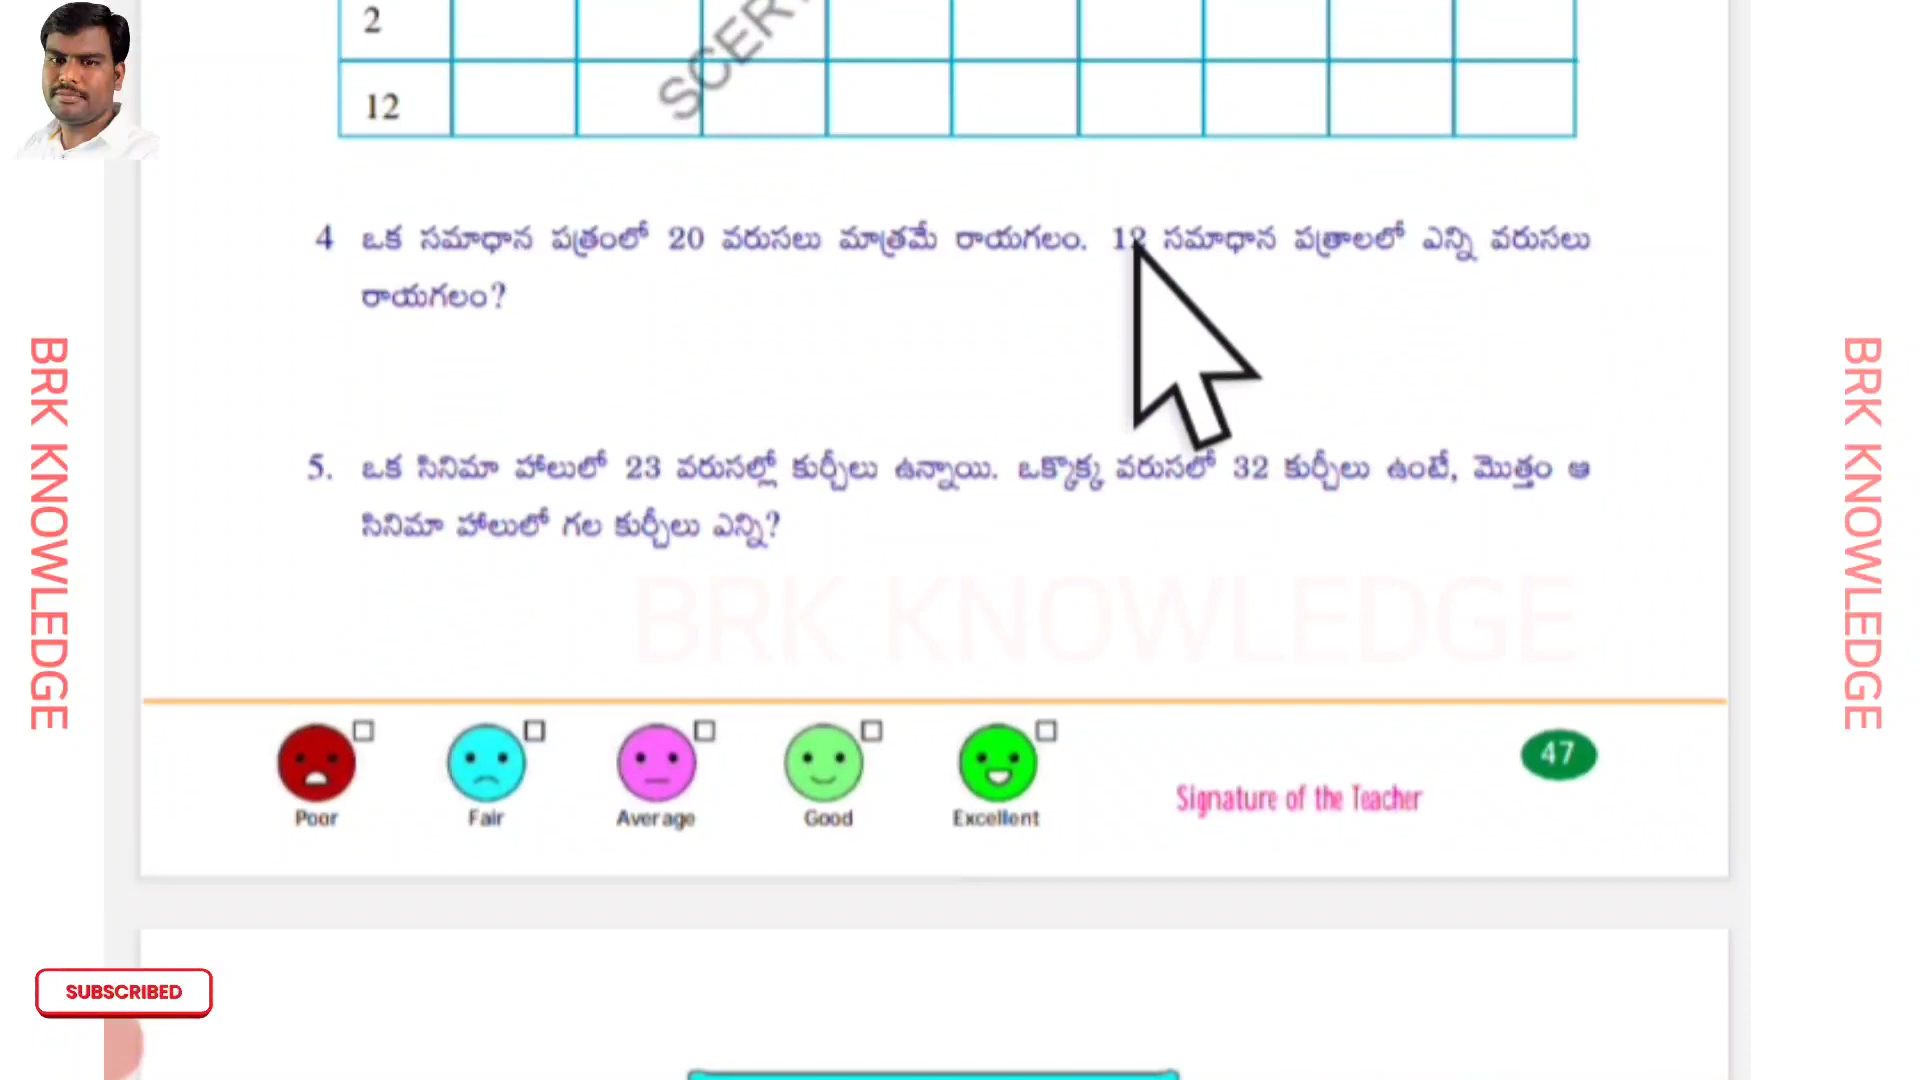 2
SCERT
12
4 ఒక సమాధాన పత్రంలో 20 వరుసలు మాత్రమే రాయగలం. 12 సమాధాన పత్రాలలో ఎన్ని వరుసలు
రాయగలం?
5. ఒక సినిమా హాలులో 23 వరుసల్లో కుర్చీలు ఉన్నాయి. ఒక్కొక్క వరుసలో 32 కుర్చీలు ఉంటే, మొత్తం ఆ
సినిమా హాలులో గల కుర్చీలు ఎన్ని?
BRK KNOWLEDGE
BRK KNOWLEDGE
BRK KNOWLEDGE
Poor
Fair
Average
Good
Excellent
Signature of the Teacher
47
SUBSCRIBED